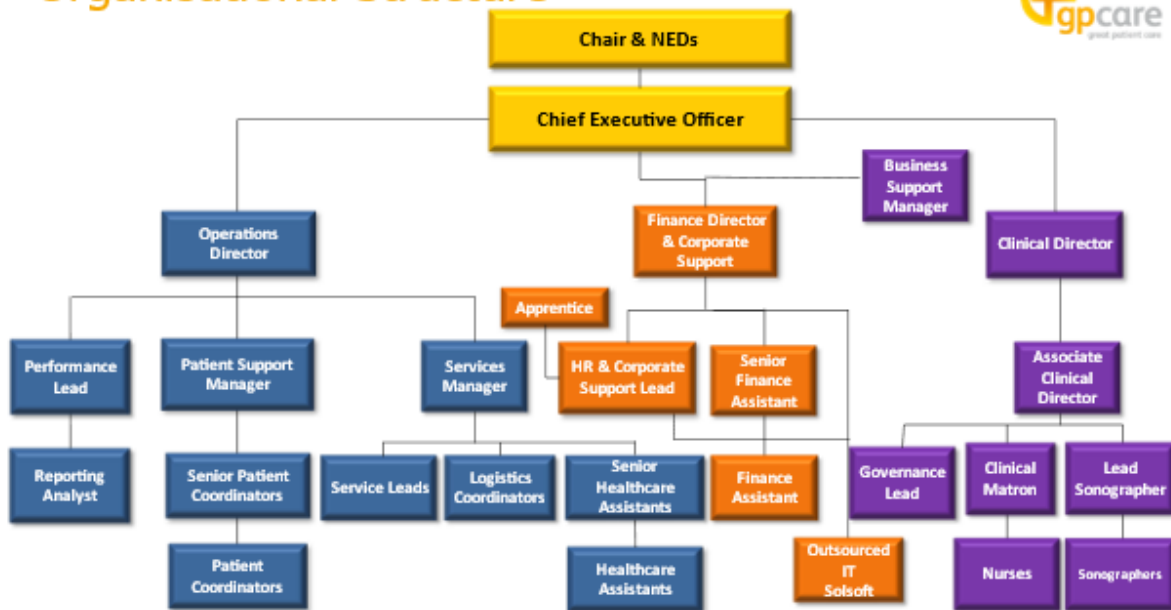 Organisational Structure
gpcare
great patient care
Chair & NEDs
Chief Executive Officer
Business
Support
Manager
Operations
Director
Finance Director
& Corporate
Support
Clinical Director
Apprentice
Performance
Lead
Patient Support
Manager
Services
Manager
HR & Corporate
Support Lead
Senior
Finance
Assistant
Associate
Clinical
Director
Reporting
Analyst
Senior Patient
Coordinators
Service Leads
Logistics
Coordinators
Senior
Healthcare
Assistants
Finance
Assistant
Governance
Lead
Clinical
Matron
Lead
Sonographer
Patient
Coordinators
Healthcare
Assistants
Outsourced
IT
Solsoft
Nurses
Sonographers